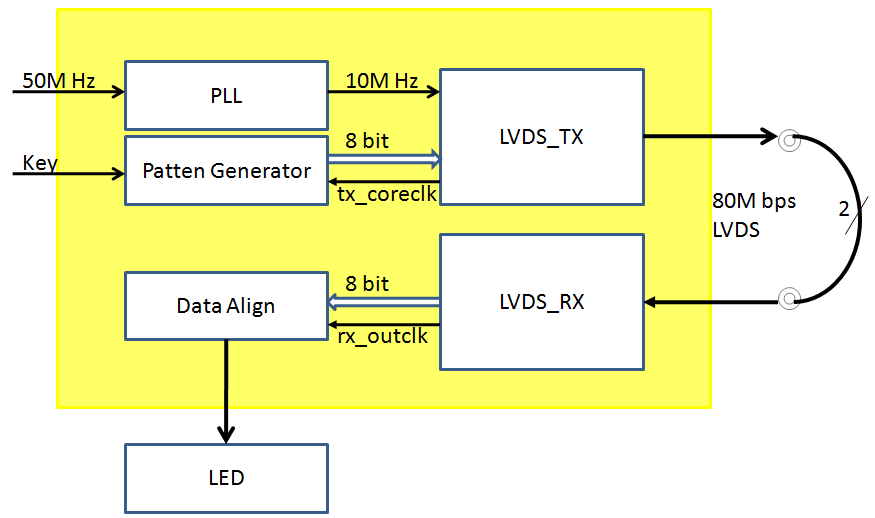 50M Hz
PLL
10M Hz
LVDS_TX
Key
Patten Generator
8 bit
tx_coreclk
80M bps
LVDS
2
Data Align
8 bit
rx_outclk
LVDS_RX
LED